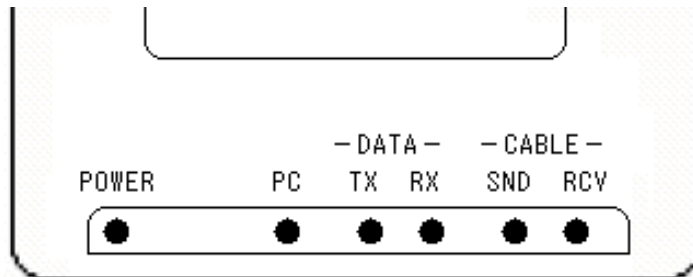 -DATA- -CABLE-
POWER PC TX RX SND RCV